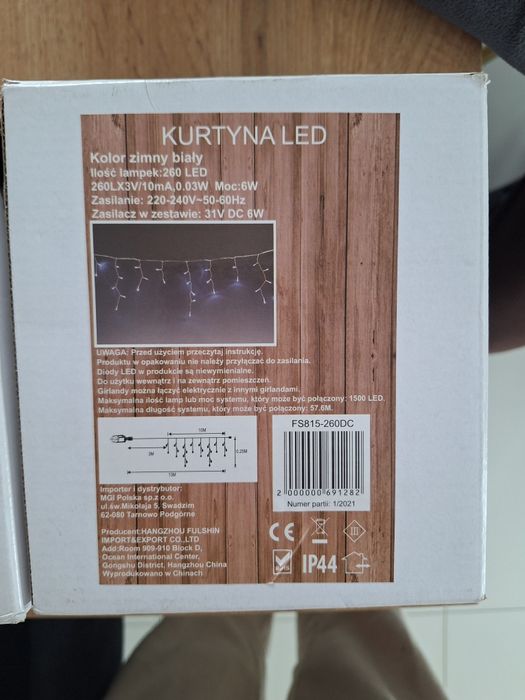 KURTYNA LED
Kolor zimny biały
Ilość lampek:260 LED
260LX3V/10mA,0.03W Moc:6W
Zasilanie: 220-240V~50-60Hz
Zasilacz w zestawie: 31V DC 6W
UWAGA: Przed użyciem przeczytaj instrukcję.
Produktu w opakowaniu nie należy przyłączać do zasilania.
Diody LED w produkcie są niewymienialne.
Do użytku wewnątrz i na zewnątrz pomieszczeń.
Girlandy można łączyć elektrycznie z innymi girlandami.
Maksymalna ilość lamp lub moc systemu, który może być połączony: 1500 LED.
Maksymalna długość systemu, który może być połączony: 57.6M.
10M
3M
0.25M
13M
FS815-260DC
2 000000 691282
Numer partii: 1/2021
Importer i dystrybutor:
MGI Polska sp.z o.o.
ul.św.Mikołaja 5, Swadzim
62-080 Tarnowo Podgórne
Producent:HANGZHOU FULSHIN
IMPORT&EXPORT CO.,LTD
Add:Room 909-910 Block D,
Ocean International Center,
Gongshu District, Hangzhou China
Wyprodukowano w Chinach
CE
III
IP44